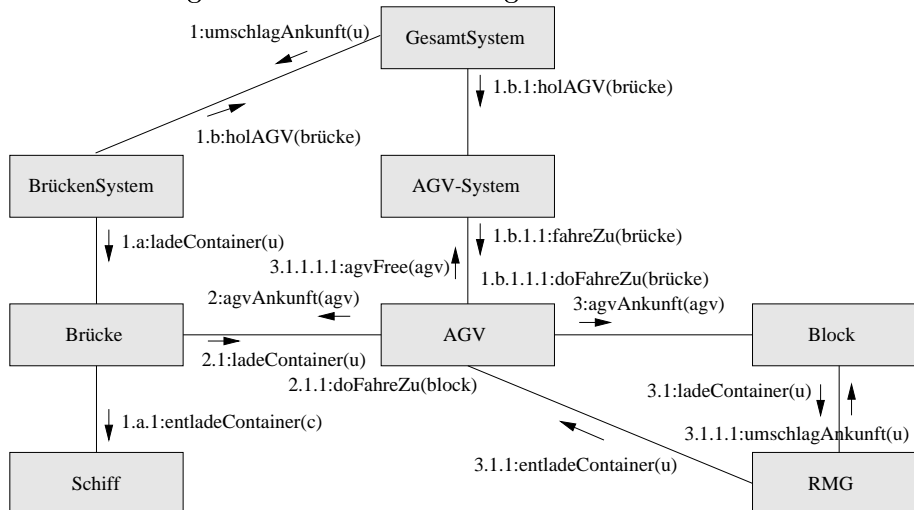 1:umschlagAnkunft(u)
GesamtSystem
1.b.1:holAGV(brücke)
1.b:holAGV(brücke)
BrückenSystem
AGV-System
1.a:ladeContainer(u)
1.b.1.1:fahreZu(brücke)
3.1.1.1.1:agvFree(agv)
1.b.1.1.1:doFahreZu(brücke)
2:agvAnkunft(agv)
3:agvAnkunft(agv)
Brücke
AGV
Block
2.1:ladeContainer(u)
2.1.1:doFahreZu(block)
3.1:ladeContainer(u)
1.a.1:entladeContainer(c)
3.1.1.1:umschlagAnkunft(u)
3.1.1:entladeContainer(u)
Schiff
RMG